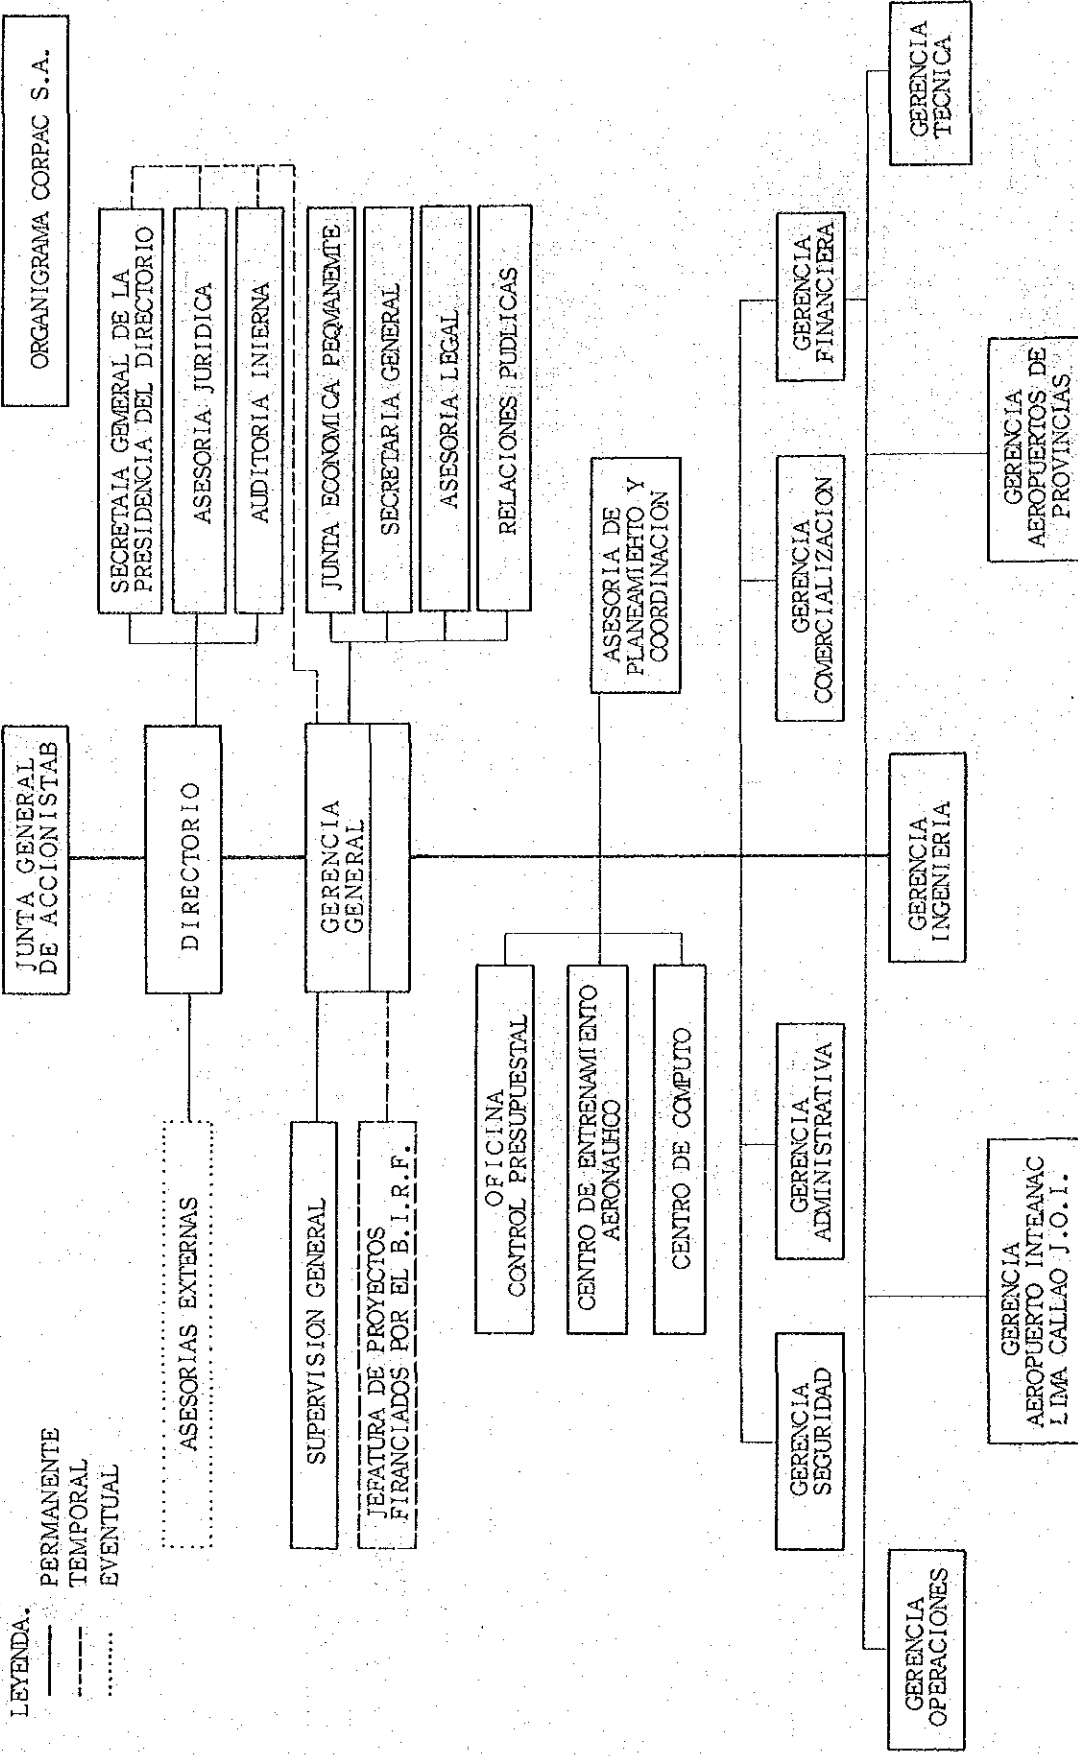 ORGANIGRAMA CORPAC S.A.
LEYENDA.
PERMANENTE
TEMPORAL
EVENTUAL
JUNTA GENERAL
DE ACCIONISTAB
DIRECTORIO
ASESORIAS EXTERNAS
SECRETAIA GEMERAL DE LA
PRESIDENCIA DEL DIRECTORIO
ASESORIA JURIDICA
AUDITORIA INIERNA
GERENCIA
GENERAL
SUPERVISION GENERAL
JEFATURA DE PROYECTOS
FIRANCIADOS POR EL B.I.R.F.
JUNTA ECONOMICA PEQMANEMTE
SECRETARIA GENERAL
ASESORIA LEGAL
RELACIONES PUDLICAS
OFICINA
CONTROL PRESUPUESTAL
CENTRO DE ENTRENAMIENTO
AERONAUHCO
CENTRO DE COMPUTO
ASESORIA DE
PLANEAMIEHTO Y
COORDINACION
GERENCIA
SEGURIDAD
GERENCIA
ADMINISTRATIVA
GERENCIA
COMERCIALIZACION
GERENCIA
FINANCIERA
GERENCIA
OPERACIONES
GERENCIA
INGENIERIA
GERENCIA
TECNICA
GERENCIA
AEROPUERTO INTEANAC
LIMA CALLAO J.O.I.
GERENCIA
AEROPUERTOS DE
PROVINCIAS